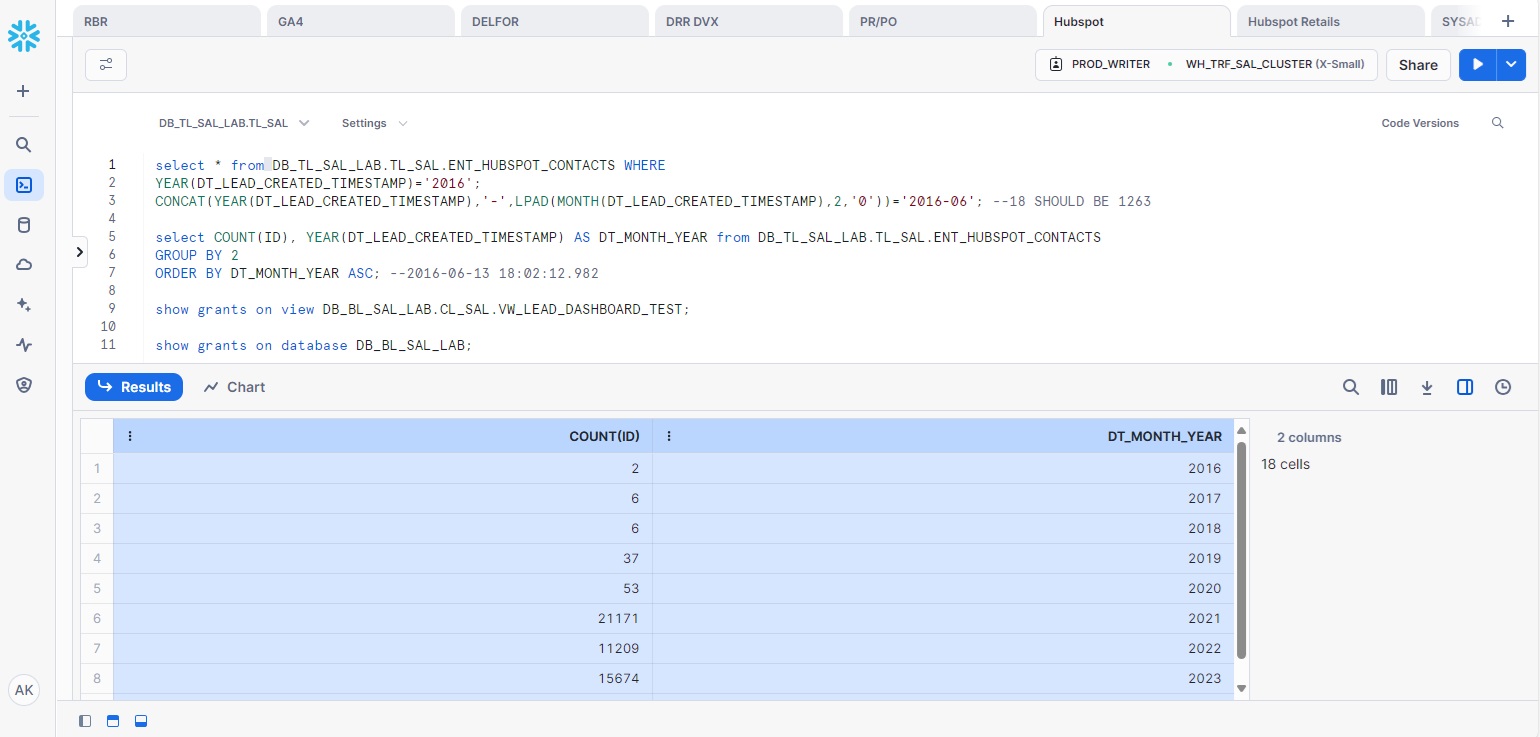 RBR
GA4
DELFOR
DRR DVX
PR/PO
Hubspot
Hubspot Retails
SYSAD
PROD_WRITER • WH_TRF_SAL_CLUSTER (X-Small)
Share
DB_TL_SAL_LAB.TL_SAL
Settings
Code Versions
1 select * from DB_TL_SAL_LAB.TL_SAL.ENT_HUBSPOT_CONTACTS WHERE
2 YEAR(DT_LEAD_CREATED_TIMESTAMP)='2016';
3 CONCAT(YEAR(DT_LEAD_CREATED_TIMESTAMP),'-',LPAD(MONTH(DT_LEAD_CREATED_TIMESTAMP),2,'0'))='2016-06'; --18 SHOULD BE 1263
4
5 select COUNT(ID), YEAR(DT_LEAD_CREATED_TIMESTAMP) AS DT_MONTH_YEAR from DB_TL_SAL_LAB.TL_SAL.ENT_HUBSPOT_CONTACTS
6 GROUP BY 2
7 ORDER BY DT_MONTH_YEAR ASC; --2016-06-13 18:02:12.982
8
9 show grants on view DB_BL_SAL_LAB.CL_SAL.VW_LEAD_DASHBOARD_TEST;
10
11 show grants on database DB_BL_SAL_LAB;
Results
Chart
COUNT(ID) DT_MONTH_YEAR
1 2 2016
2 6 2017
3 6 2018
4 37 2019
5 53 2020
6 21171 2021
7 11209 2022
8 15674 2023
2 columns
18 cells
AK